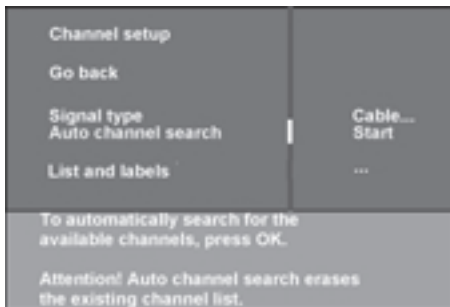 Channel setup
Go back
Signal type Cable...
Auto channel search Start
List and labels ...
To automatically search for the
available channels, press OK.
Attention! Auto channel search erases
the existing channel list.